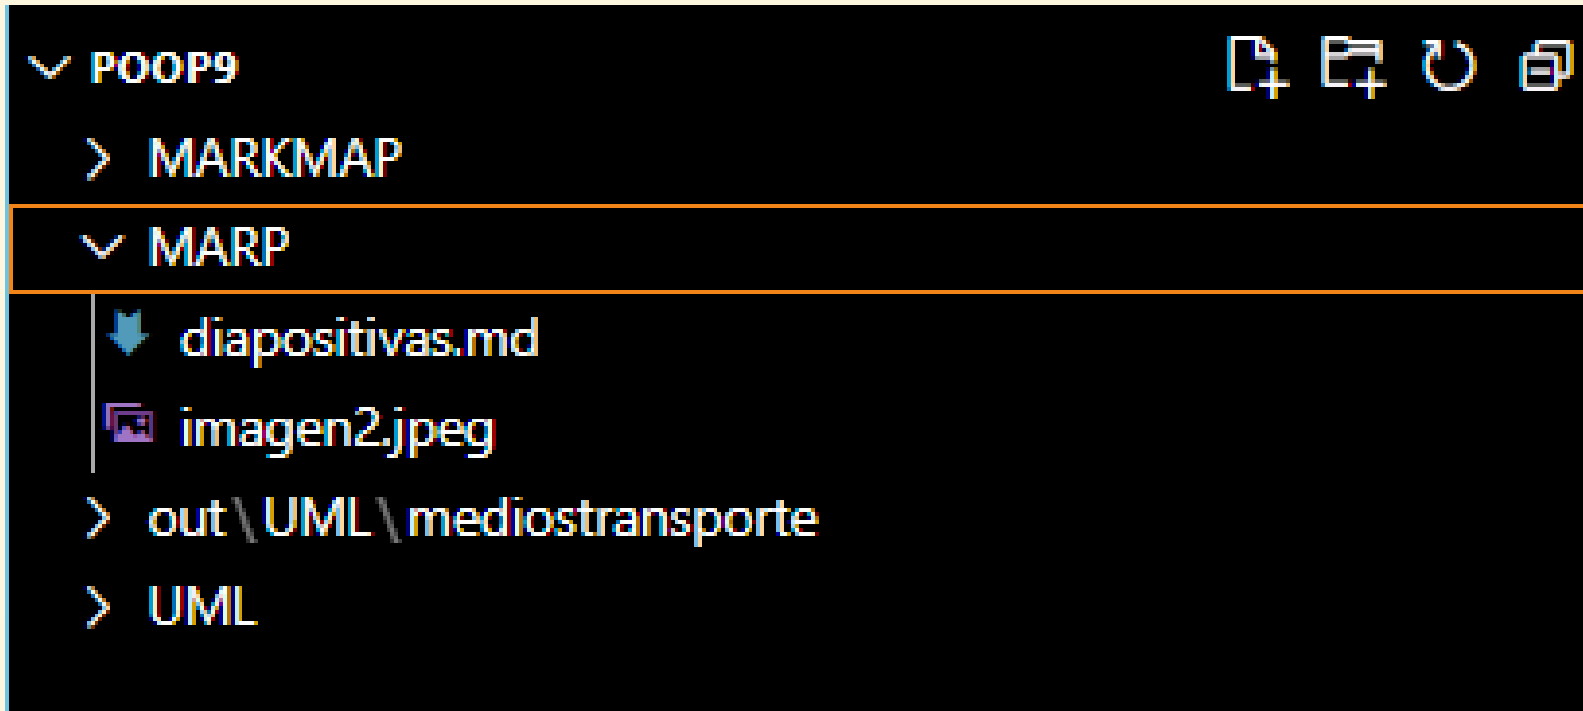 POOP9
MARKMAP
MARP
diapositivas.md
imagen2.jpeg
out\UML\mediostransporte
UML